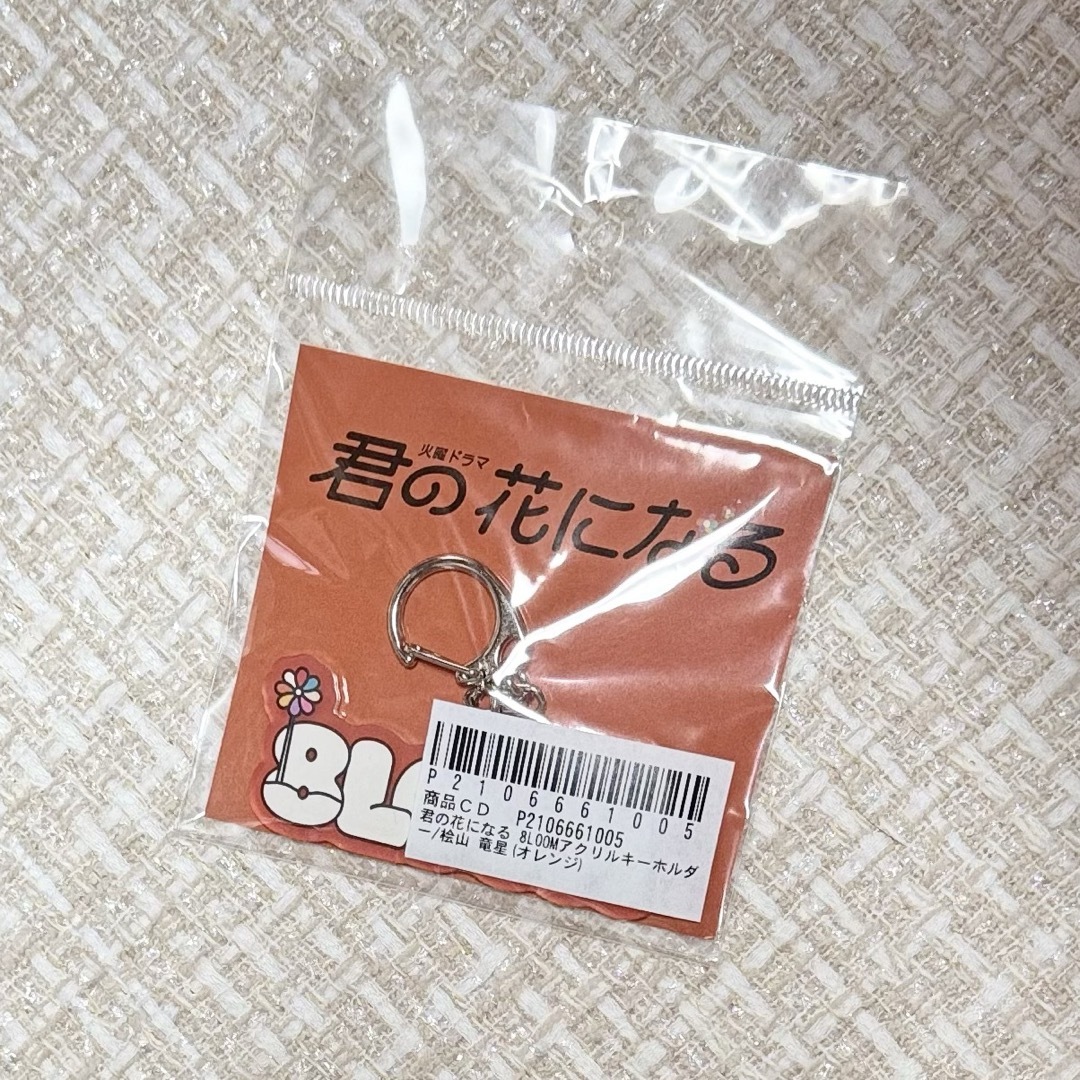 火曜ドラマ
君の花になる
8L
P2106661005
商品CD P2106661005
君の花になる 8LOOMアクリルキーホルダ
ー/桧山 竜星(オレンジ)